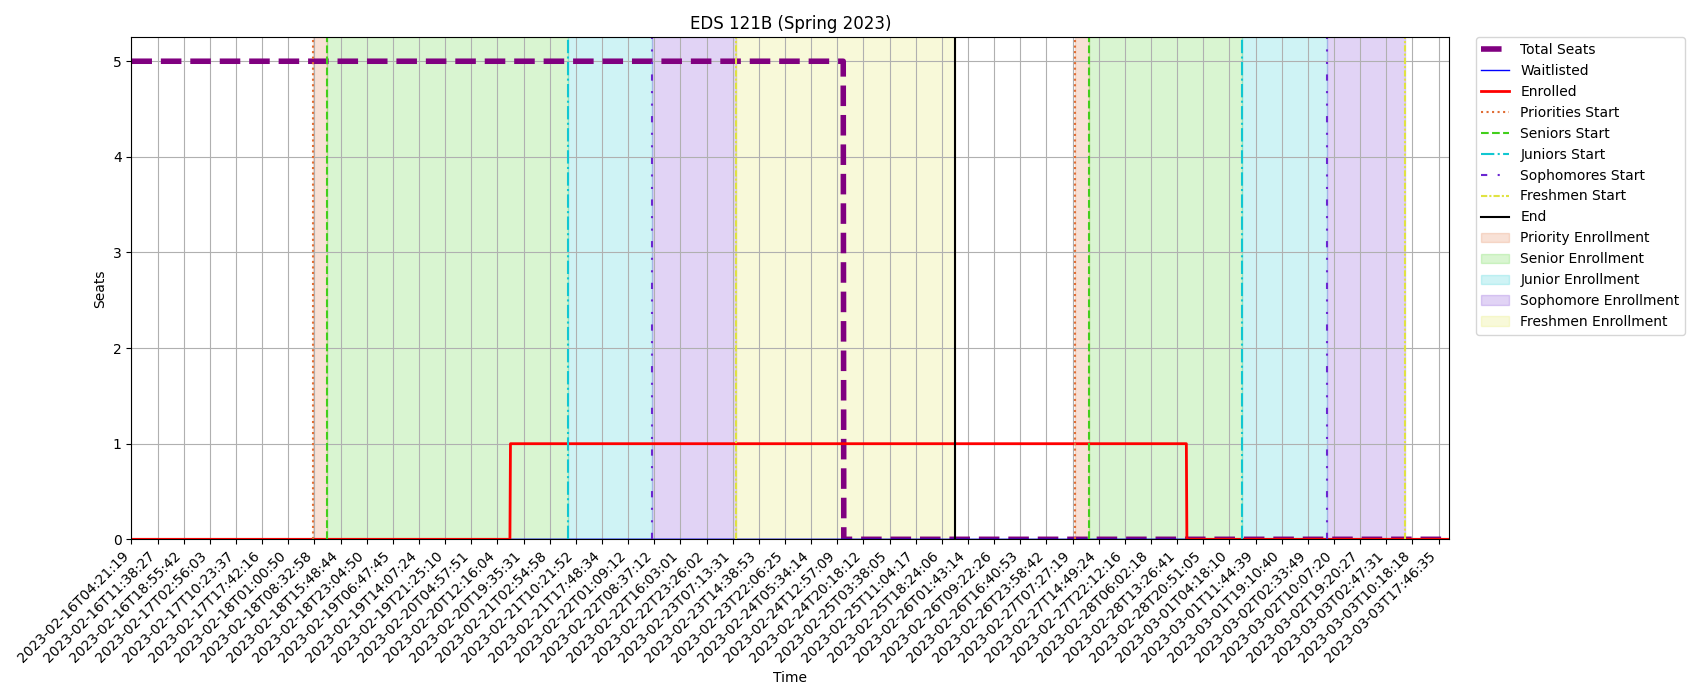 EDS 121B (Spring 2023)
Seats
5
4
3
2
1
0
2023-02-16T04:21:19
2023-02-16T11:38:27
2023-02-16T18:55:42
2023-02-17T02:56:03
2023-02-17T10:23:37
2023-02-17T17:42:16
2023-02-18T01:00:50
2023-02-18T08:32:58
2023-02-18T15:48:44
2023-02-18T23:04:50
2023-02-19T06:47:45
2023-02-19T14:07:24
2023-02-19T21:25:10
2023-02-20T04:57:51
2023-02-20T12:16:04
2023-02-20T19:35:31
2023-02-21T02:54:58
2023-02-21T10:21:52
2023-02-21T17:48:34
2023-02-22T01:09:12
2023-02-22T08:37:12
2023-02-22T16:03:01
2023-02-22T23:26:02
2023-02-23T07:13:31
2023-02-23T14:38:53
2023-02-23T22:06:25
2023-02-24T05:34:14
2023-02-24T12:57:09
2023-02-24T20:18:12
2023-02-25T03:38:05
2023-02-25T11:04:17
2023-02-25T18:24:06
2023-02-26T01:43:14
2023-02-26T09:22:26
2023-02-26T16:40:53
2023-02-26T23:58:42
2023-02-27T07:27:19
2023-02-27T14:49:24
2023-02-27T22:12:16
2023-02-28T06:02:18
2023-02-28T13:26:41
2023-02-28T20:51:05
2023-03-01T04:18:10
2023-03-01T11:44:39
2023-03-01T19:10:40
2023-03-02T02:33:49
2023-03-02T10:07:20
2023-03-02T19:20:27
2023-03-03T02:47:31
2023-03-03T10:18:18
2023-03-03T17:46:35
Time
Total Seats
Waitlisted
Enrolled
Priorities Start
Seniors Start
Juniors Start
Sophomores Start
Freshmen Start
End
Priority Enrollment
Senior Enrollment
Junior Enrollment
Sophomore Enrollment
Freshmen Enrollment